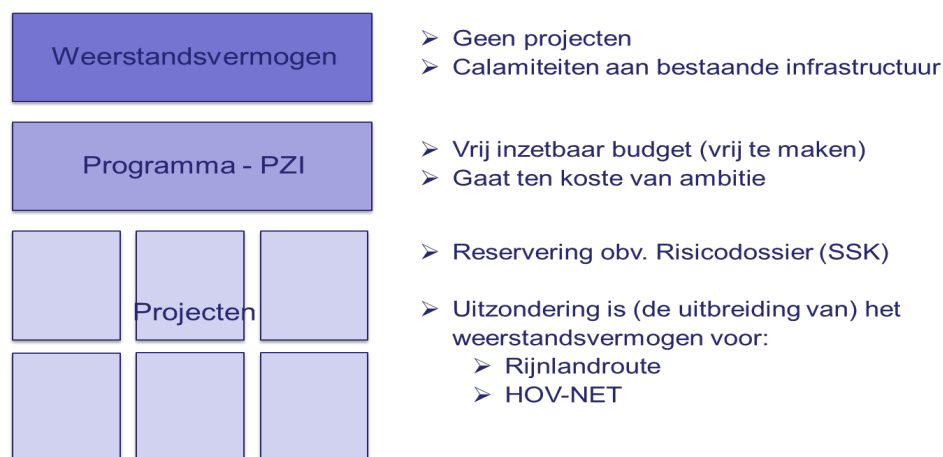 Weerstandsvermogen
➢ Geen projecten
➢ Calamiteiten aan bestaande infrastructuur
Programma - PZI
➢ Vrij inzetbaar budget (vrij te maken)
➢ Gaat ten koste van ambitie
Projecten
➢ Reservering obv. Risicodossier (SSK)
➢ Uitzondering is (de uitbreiding van) het
weerstandsvermogen voor:
➢ Rijnlandroute
➢ HOV-NET